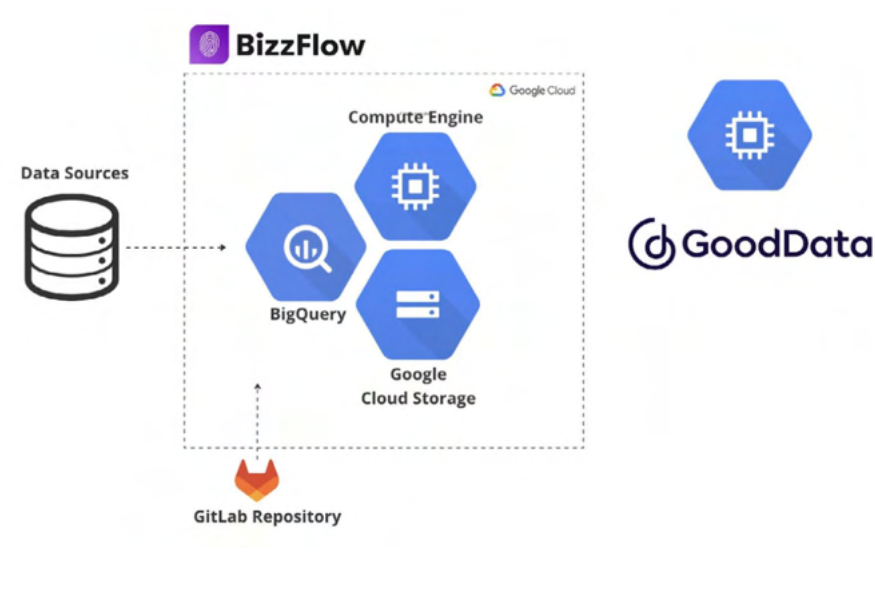 BizzFlow
Google Cloud
Compute Engine
Data Sources
GoodData
BigQuery
Google
Cloud Storage
GitLab Repository